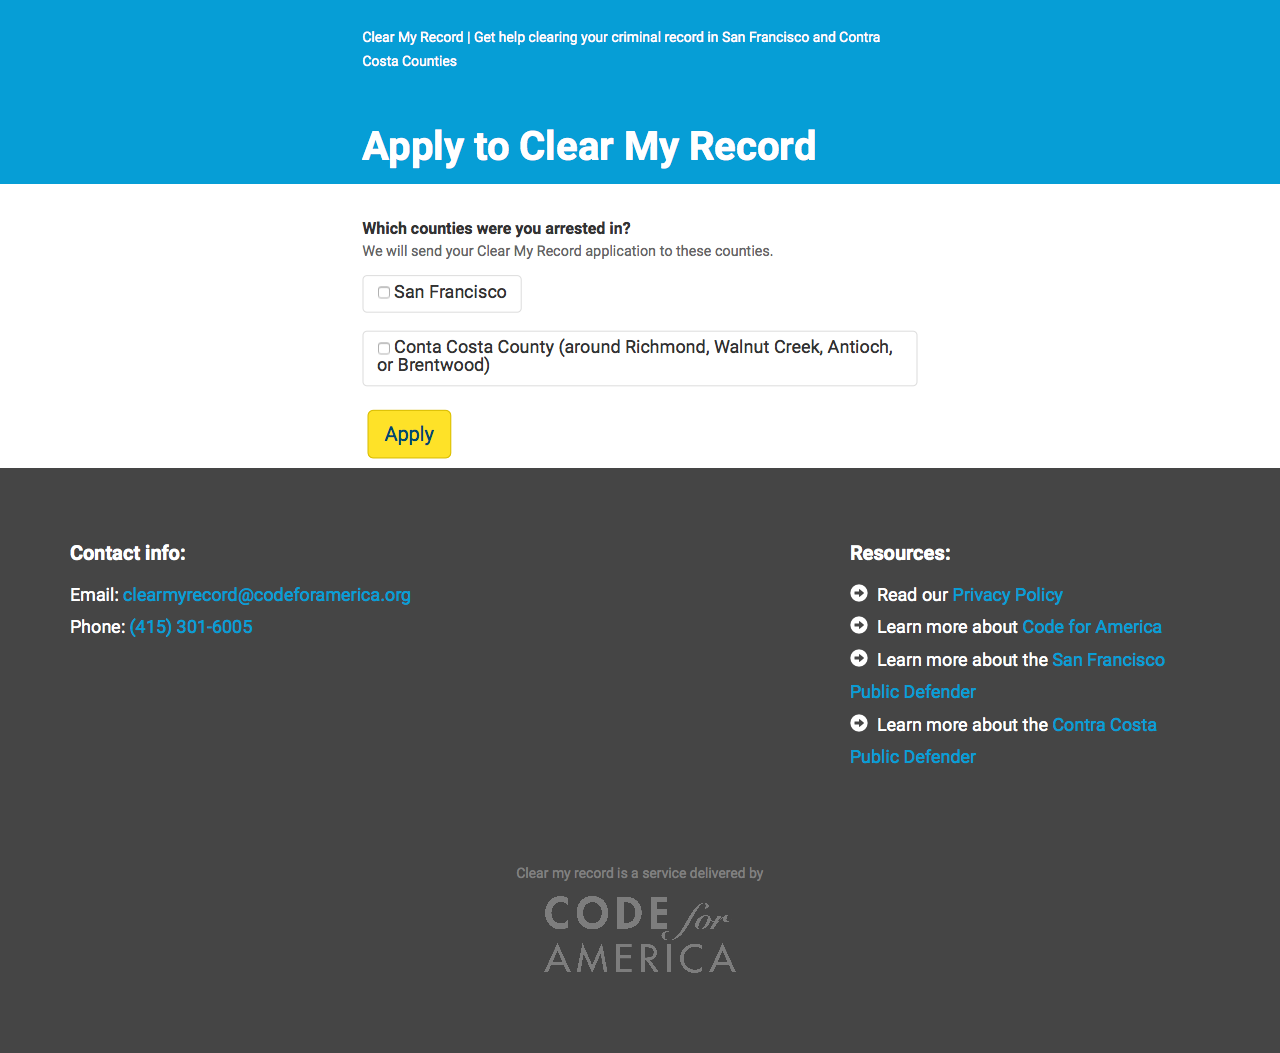 Clear My Record | Get help clearing your criminal record in San Francisco and Contra
Costa Counties
Apply to Clear My Record
Which counties were you arrested in?
We will send your Clear My Record application to these counties.
San Francisco
Conta Costa County (around Richmond, Walnut Creek, Antioch,
or Brentwood)
Apply
Contact info:
Email: clearmyrecord@codeforamerica.org
Phone: (415) 301-6005
Resources:
Read our Privacy Policy
Learn more about Code for America
Learn more about the San Francisco
Public Defender
Learn more about the Contra Costa
Public Defender
Clear my record is a service delivered by
CODE for
AMERICA